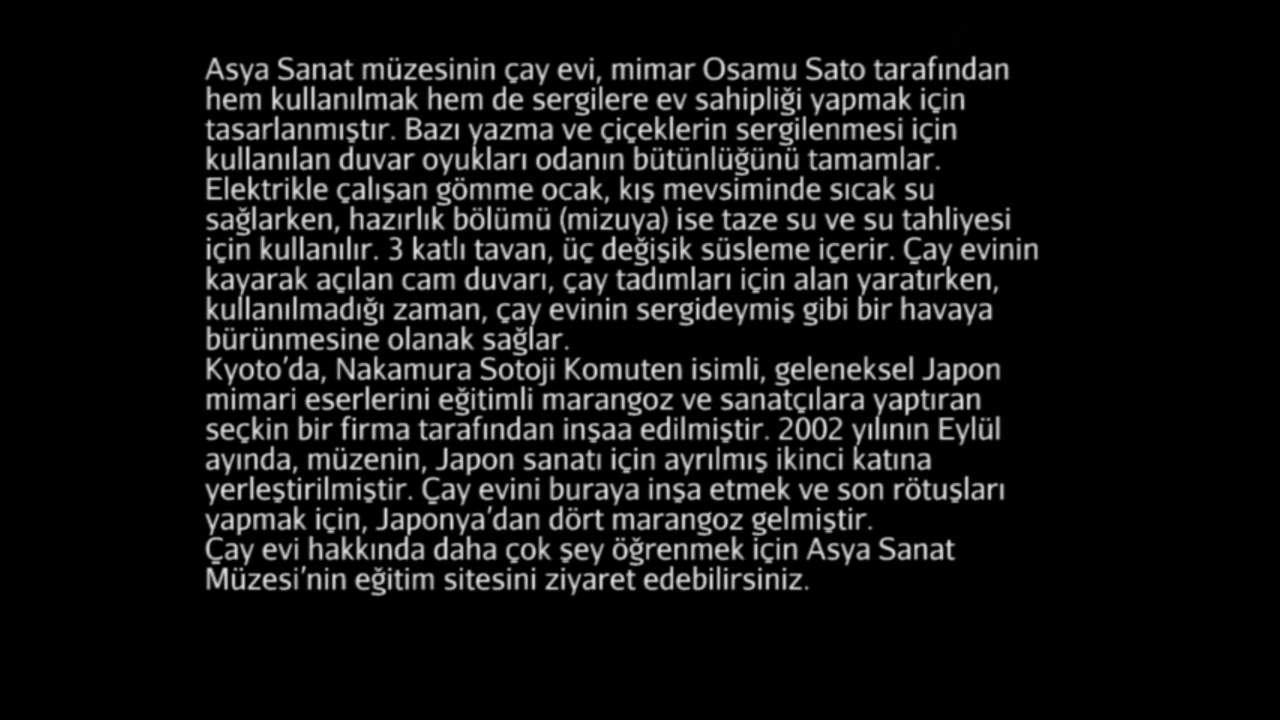 Asya Sanat müzesinin çay evi, mimar Osamu Sato tarafından
hem kullanılmak hem de sergilere ev sahipliği yapmak için
tasarlanmıştır. Bazı yazma ve çiçeklerin sergilenmesi için
kullanılan duvar oyukları odanın bütünlüğünü tamamlar.
Elektrikle çalışan gömme ocak, kış mevsiminde sıcak su
sağlarken, hazırlık bölümü (mizuya) ise taze su ve su tahliyesi
için kullanılır. 3 katlı tavan, üç değişik süsleme içerir. Çay evinin
kayarak açılan cam duvarı, çay tadımları için alan yaratırken,
kullanılmadığı zaman, çay evinin sergideymiş gibi bir havaya
bürünmesine olanak sağlar.
Kyoto’da, Nakamura Sotoji Komuten isimli, geleneksel Japon
mimari eserlerini eğitimli marangoz ve sanatçılara yaptıran
seçkin bir firma tarafından inşaa edilmiştir. 2002 yılının Eylül
ayında, müzenin, Japon sanatı için ayrılmış ikinci katına
yerleştirilmiştir. Çay evini buraya inşa etmek ve son rötuşları
yapmak için, Japonya’dan dört marangoz gelmiştir.
Çay evi hakkında daha çok şey öğrenmek için Asya Sanat
Müzesi’nin eğitim sitesini ziyaret edebilirsiniz.